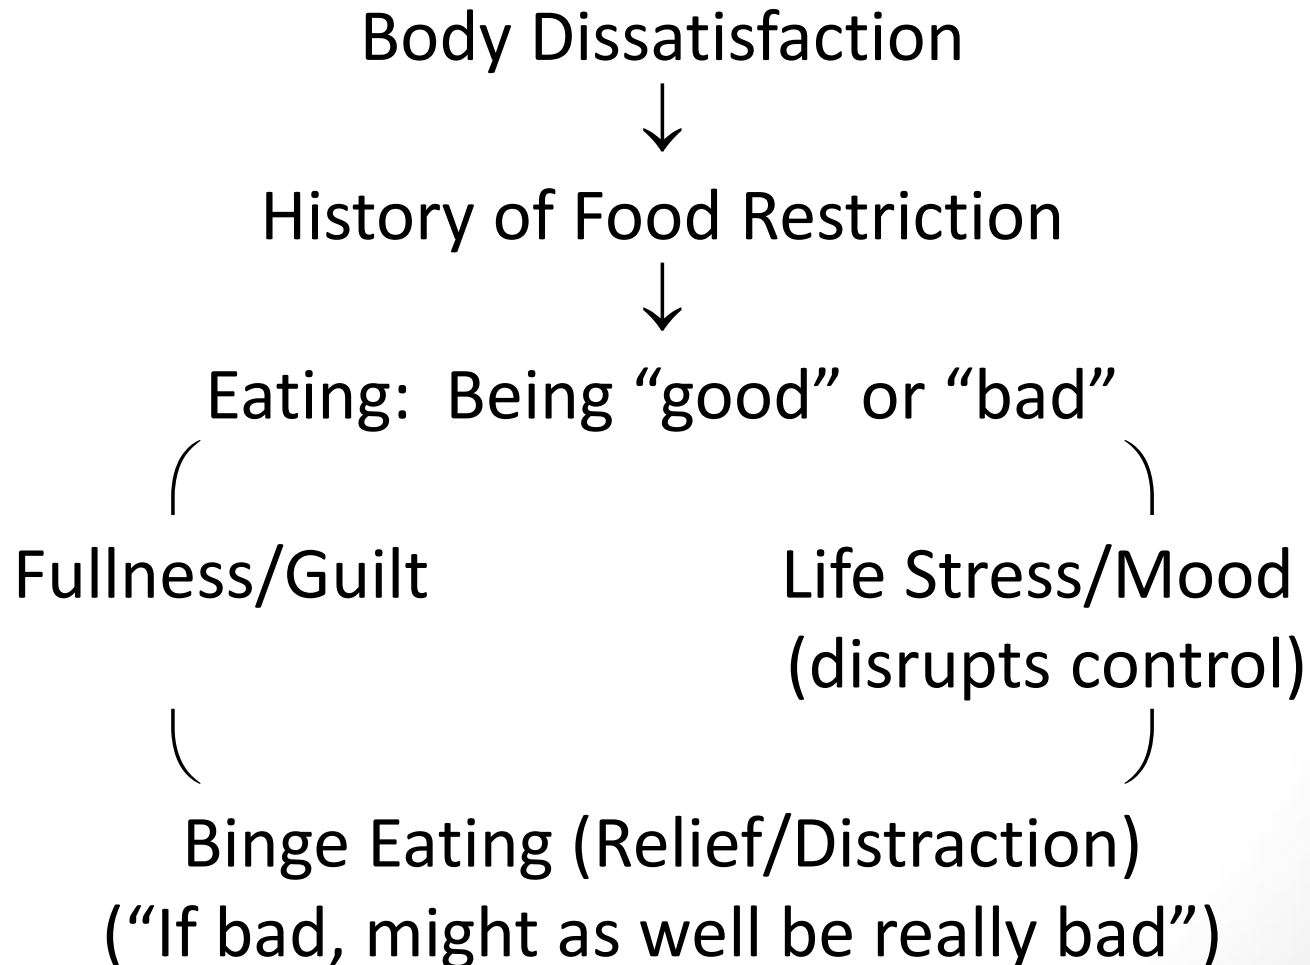 Body Dissatisfaction
↓
History of Food Restriction
↓
Eating:  Being “good” or “bad”
Fullness/Guilt Life Stress/Mood
(disrupts control)
Binge Eating (Relief/Distraction)
(“If bad, might as well be really bad”)